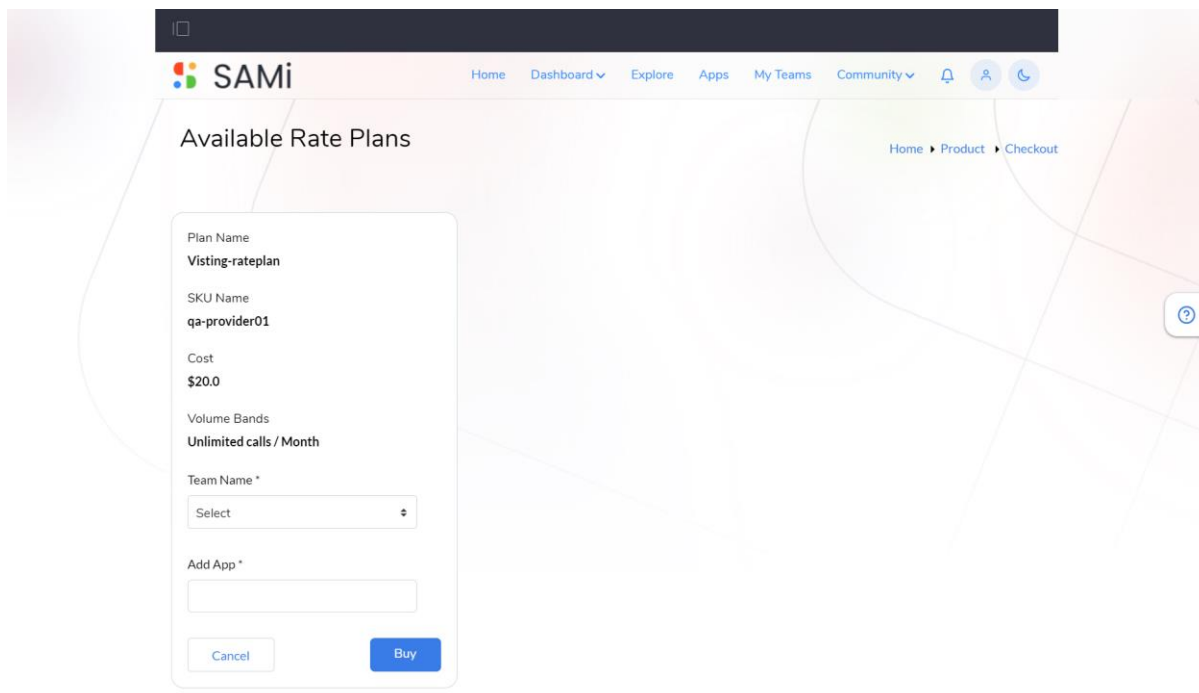 SAMi
Home Dashboard Explore Apps My Teams Community
Available Rate Plans
Home Product Checkout
Plan Name
Visting-rateplan
SKU Name
qa-provider01
Cost
$20.0
Volume Bands
Unlimited calls / Month
Team Name *
Select
Add App *
Cancel Buy